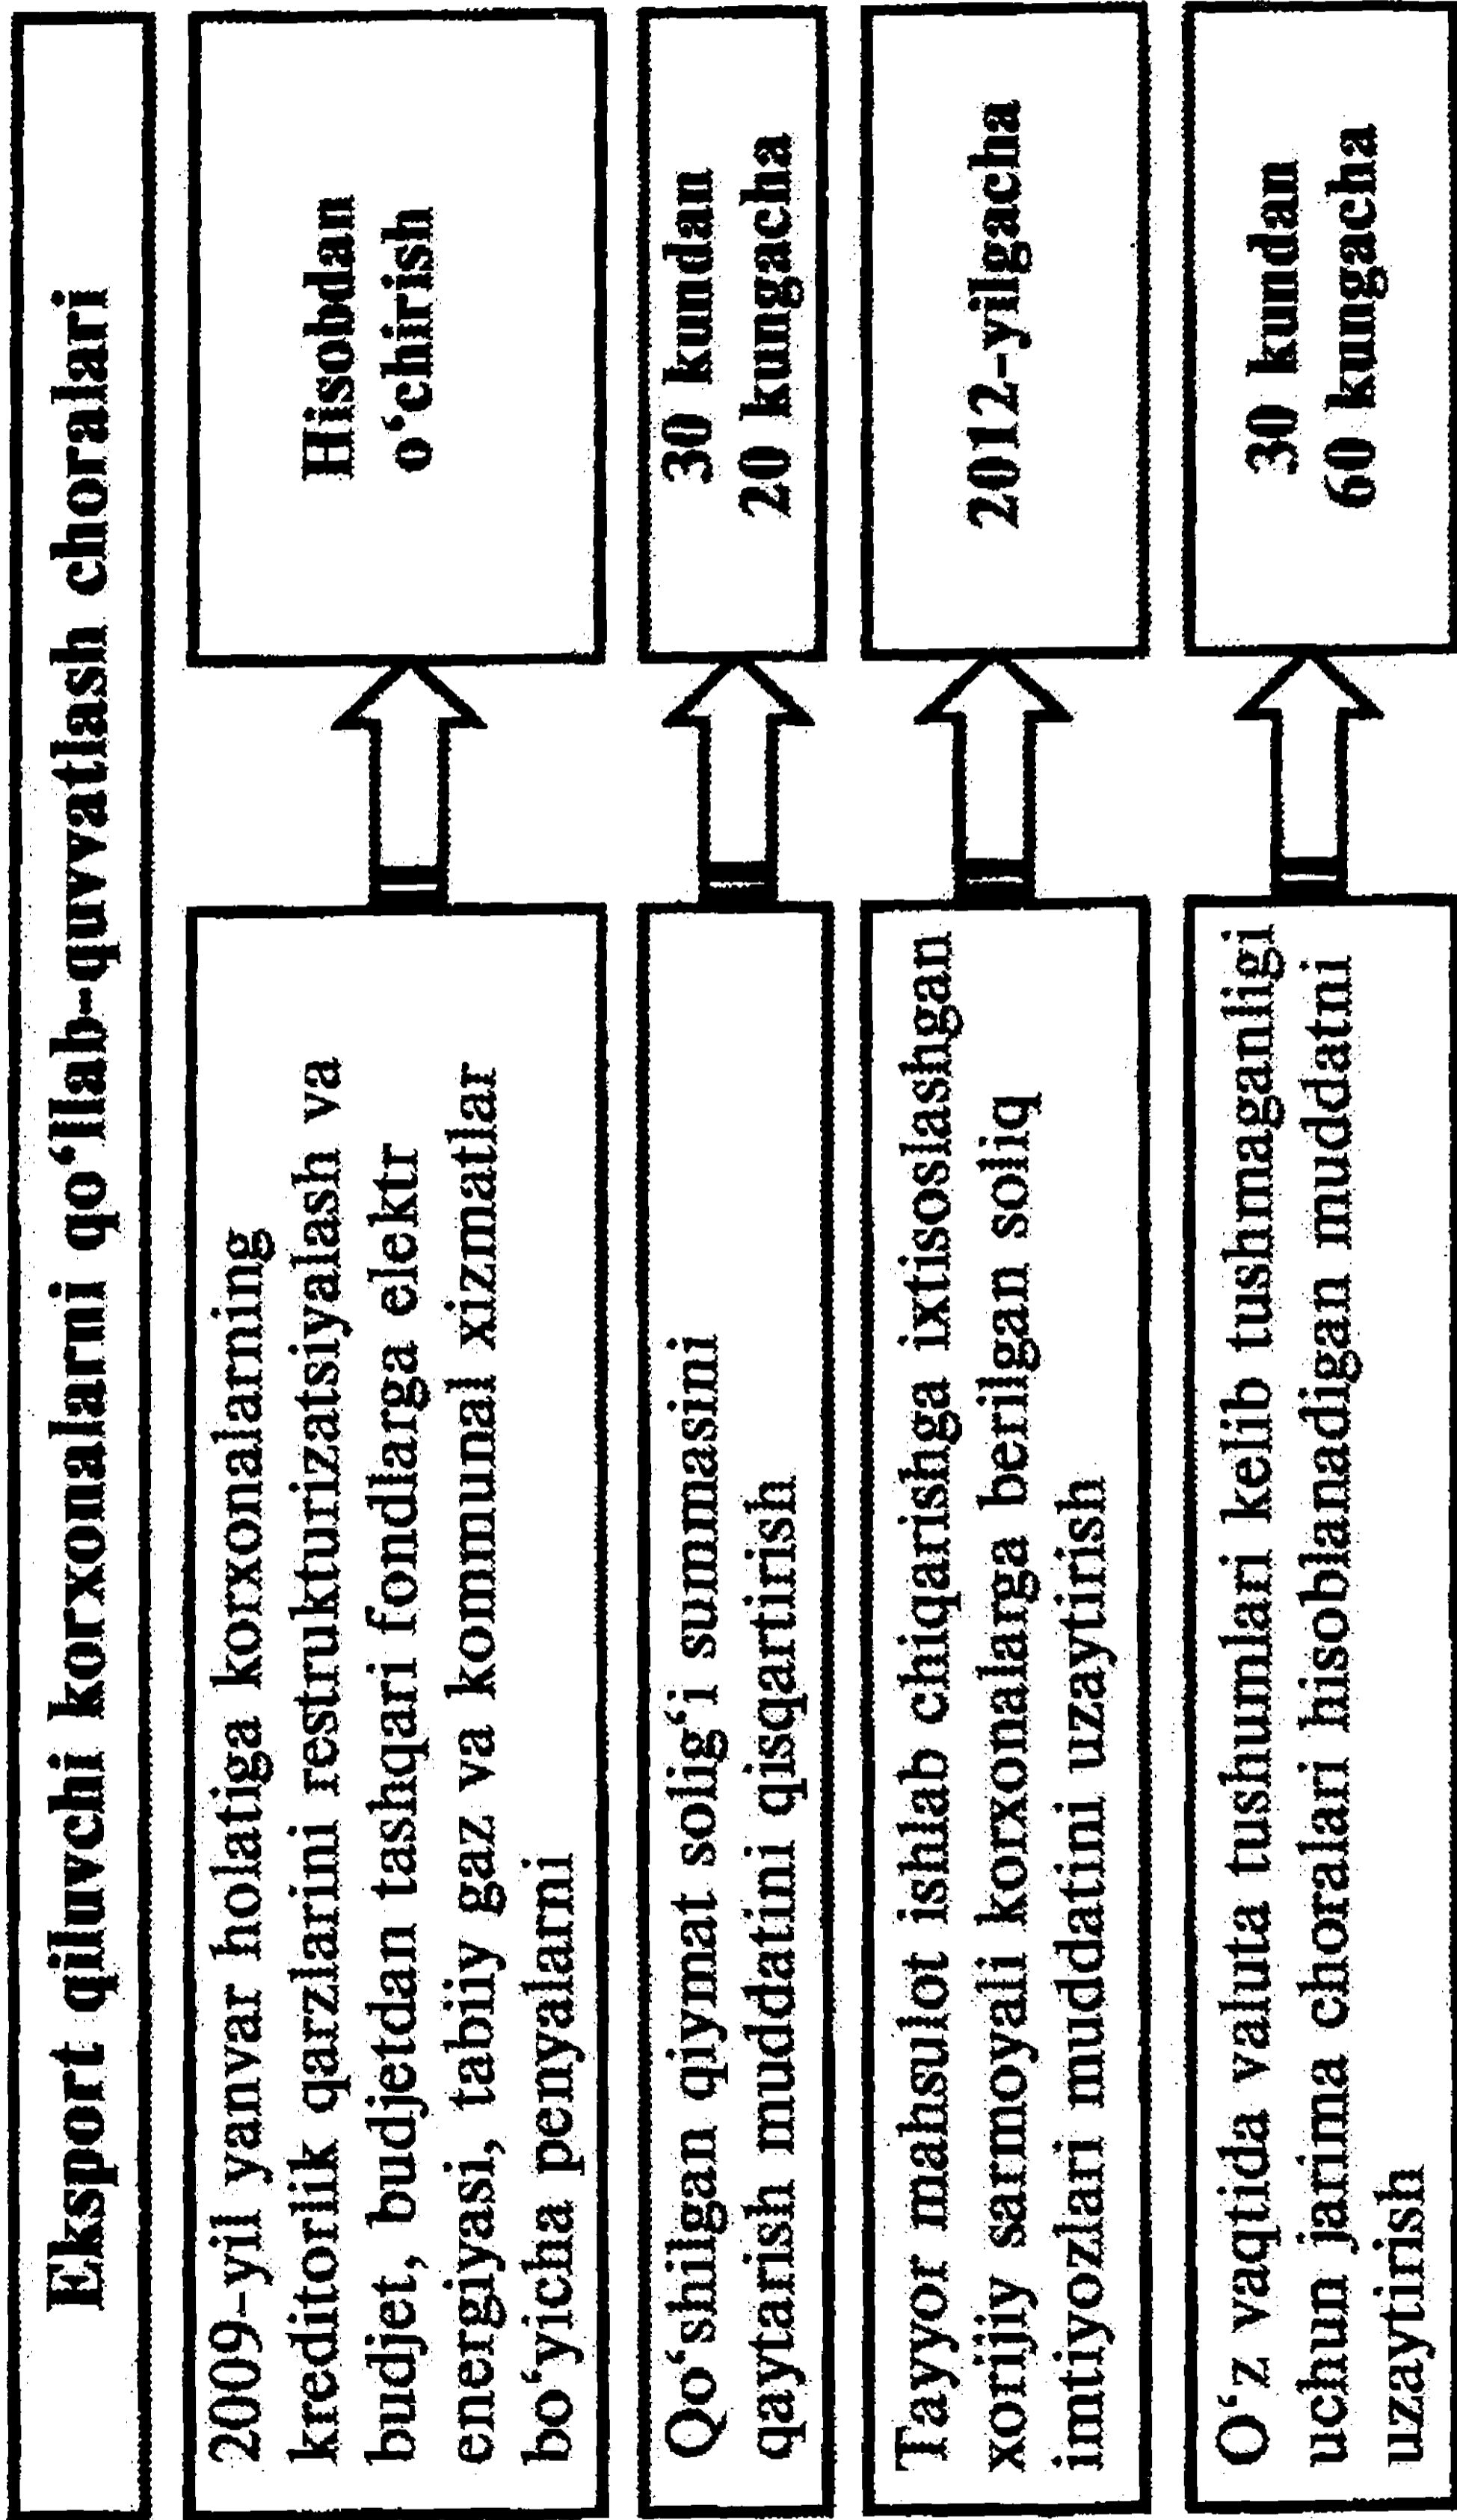 Eksport qiluvchi korxonalarni qo‘llab-quvvatlash choralari
2009-yil yanvar holatiga korxonalarning
kreditorlik qarzlarini restrukturizatsiyalash va
budjet, budjetdan tashqari fondlarga elektr
energiyasi, tabiiy gaz va kommunal xizmatlar
bo‘yicha penyalarni
Hisobdan
o‘chirish
Qo‘shilgan qiymat solig‘i summasini
qaytarish muddatini qisqartirish
30 kundan
20 kungacha
Tayyor mahsulot ishlab chiqarishga ixtisoslashgan
xorijiy sarmoyali korxonalarga berilgan soliq
imtiyozlari muddatini uzaytirish
2012-yilgacha
O‘z vaqtida valuta tushumlari kelib tushmaganligi
uchun jarima choralari hisoblanadigan muddatni
uzaytirish
30 kundan
60 kungacha